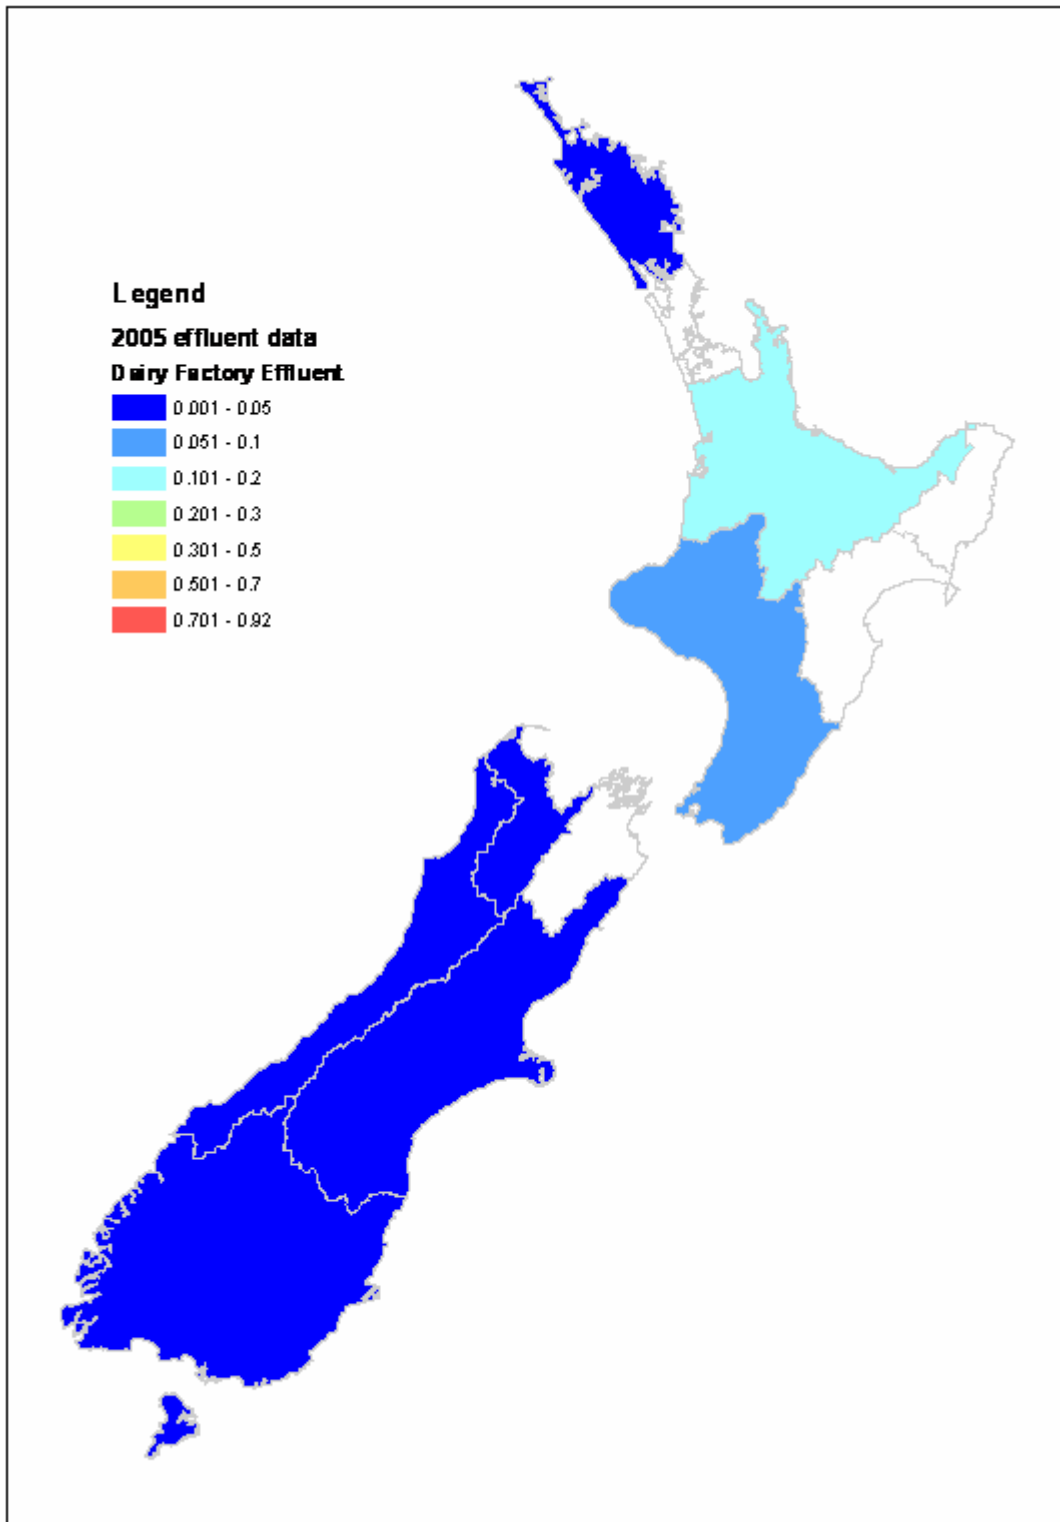 Legend
2005 effluent data
Dairy Factory Effluent
0.001 - 0.05
0.051 - 0.1
0.101 - 0.2
0.201 - 0.3
0.301 - 0.5
0.501 - 0.7
0.701 - 0.92